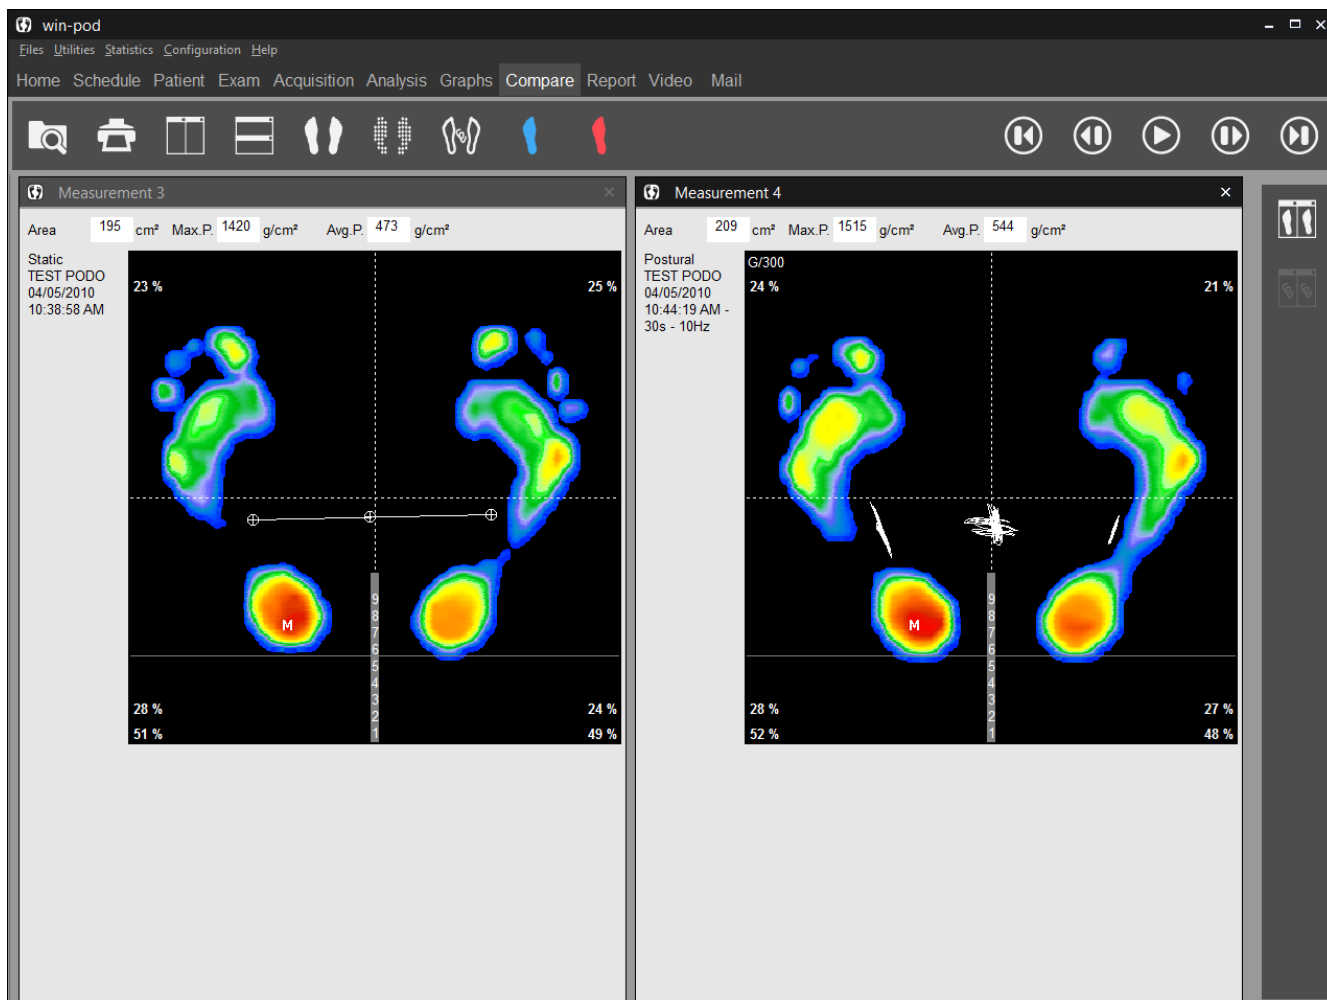 win-pod
Files Utilities Statistics Configuration Help
Home Schedule Patient Exam Acquisition Analysis Graphs Compare Report Video Mail
Measurement 3
Area 195 cm² Max.P. 1420 g/cm² Avg.P. 473 g/cm²
Static
TEST PODO
04/05/2010
10:38:58 AM
23 %
25 %
M
9
8
7
6
5
4
3
2
1
28 %
24 %
51 %
49 %
Measurement 4
Area 209 cm² Max.P. 1515 g/cm² Avg.P. 544 g/cm²
Postural
TEST PODO
04/05/2010
10:44:19 AM -
30s - 10Hz
G/300
24 %
21 %
M
9
8
7
6
5
4
3
2
1
28 %
27 %
52 %
48 %